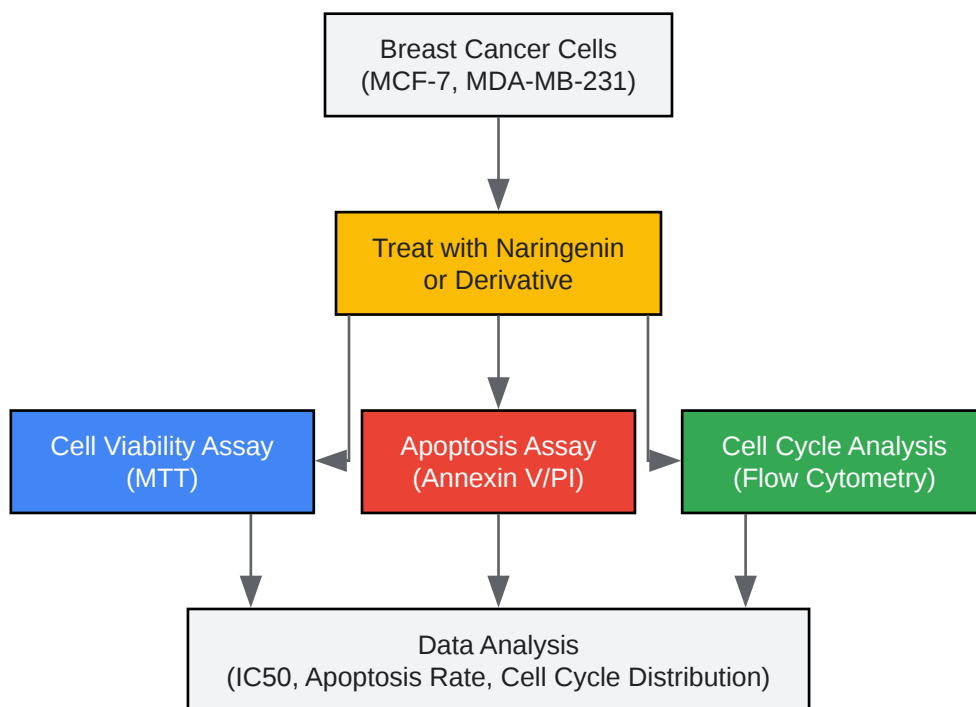 Breast Cancer Cells
(MCF-7, MDA-MB-231)
Treat with Naringenin
or Derivative
Cell Viability Assay
(MTT)
Apoptosis Assay
(Annexin V/PI)
Cell Cycle Analysis
(Flow Cytometry)
Data Analysis
(IC50, Apoptosis Rate, Cell Cycle Distribution)